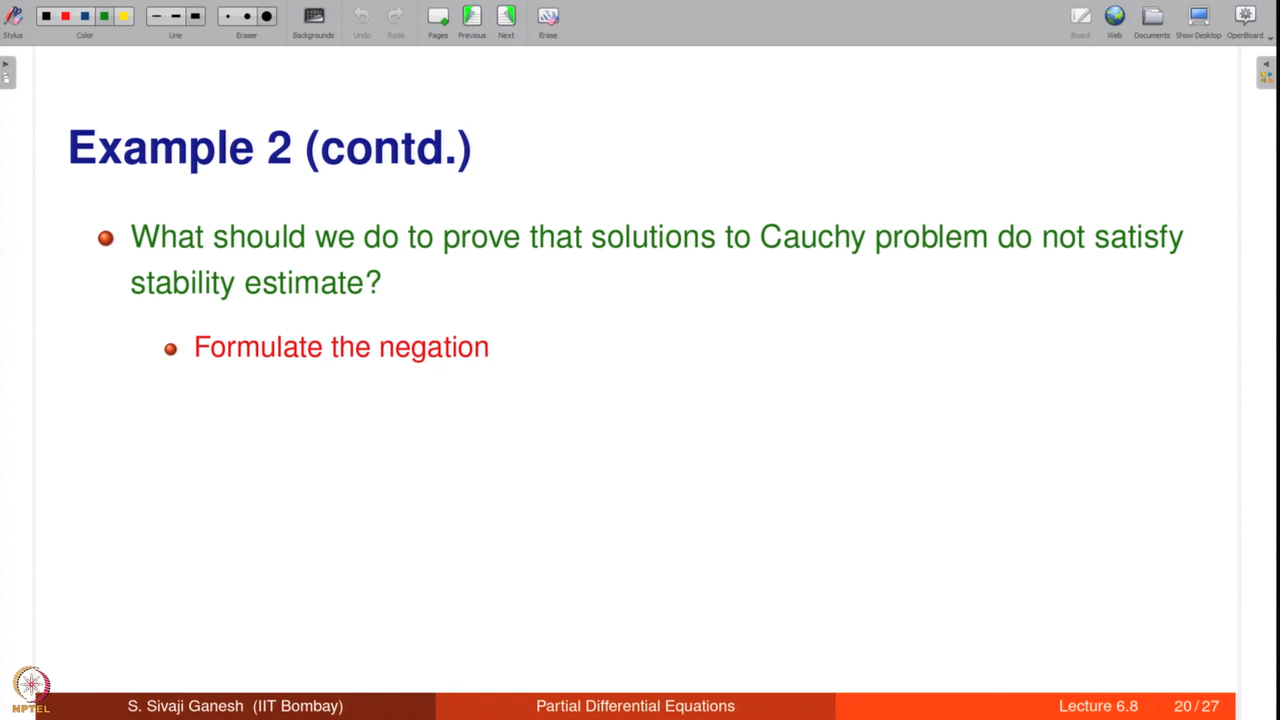 Stylus Color Line Eraser Backgrounds Undo Redo Pages Previous Next Erase Board Web Documents Show Desktop OpenBoard
Example 2 (contd.)
What should we do to prove that solutions to Cauchy problem do not satisfy
stability estimate?
Formulate the negation
NPTEL
S. Sivaji Ganesh (IIT Bombay) Partial Differential Equations Lecture 6.8 20/27